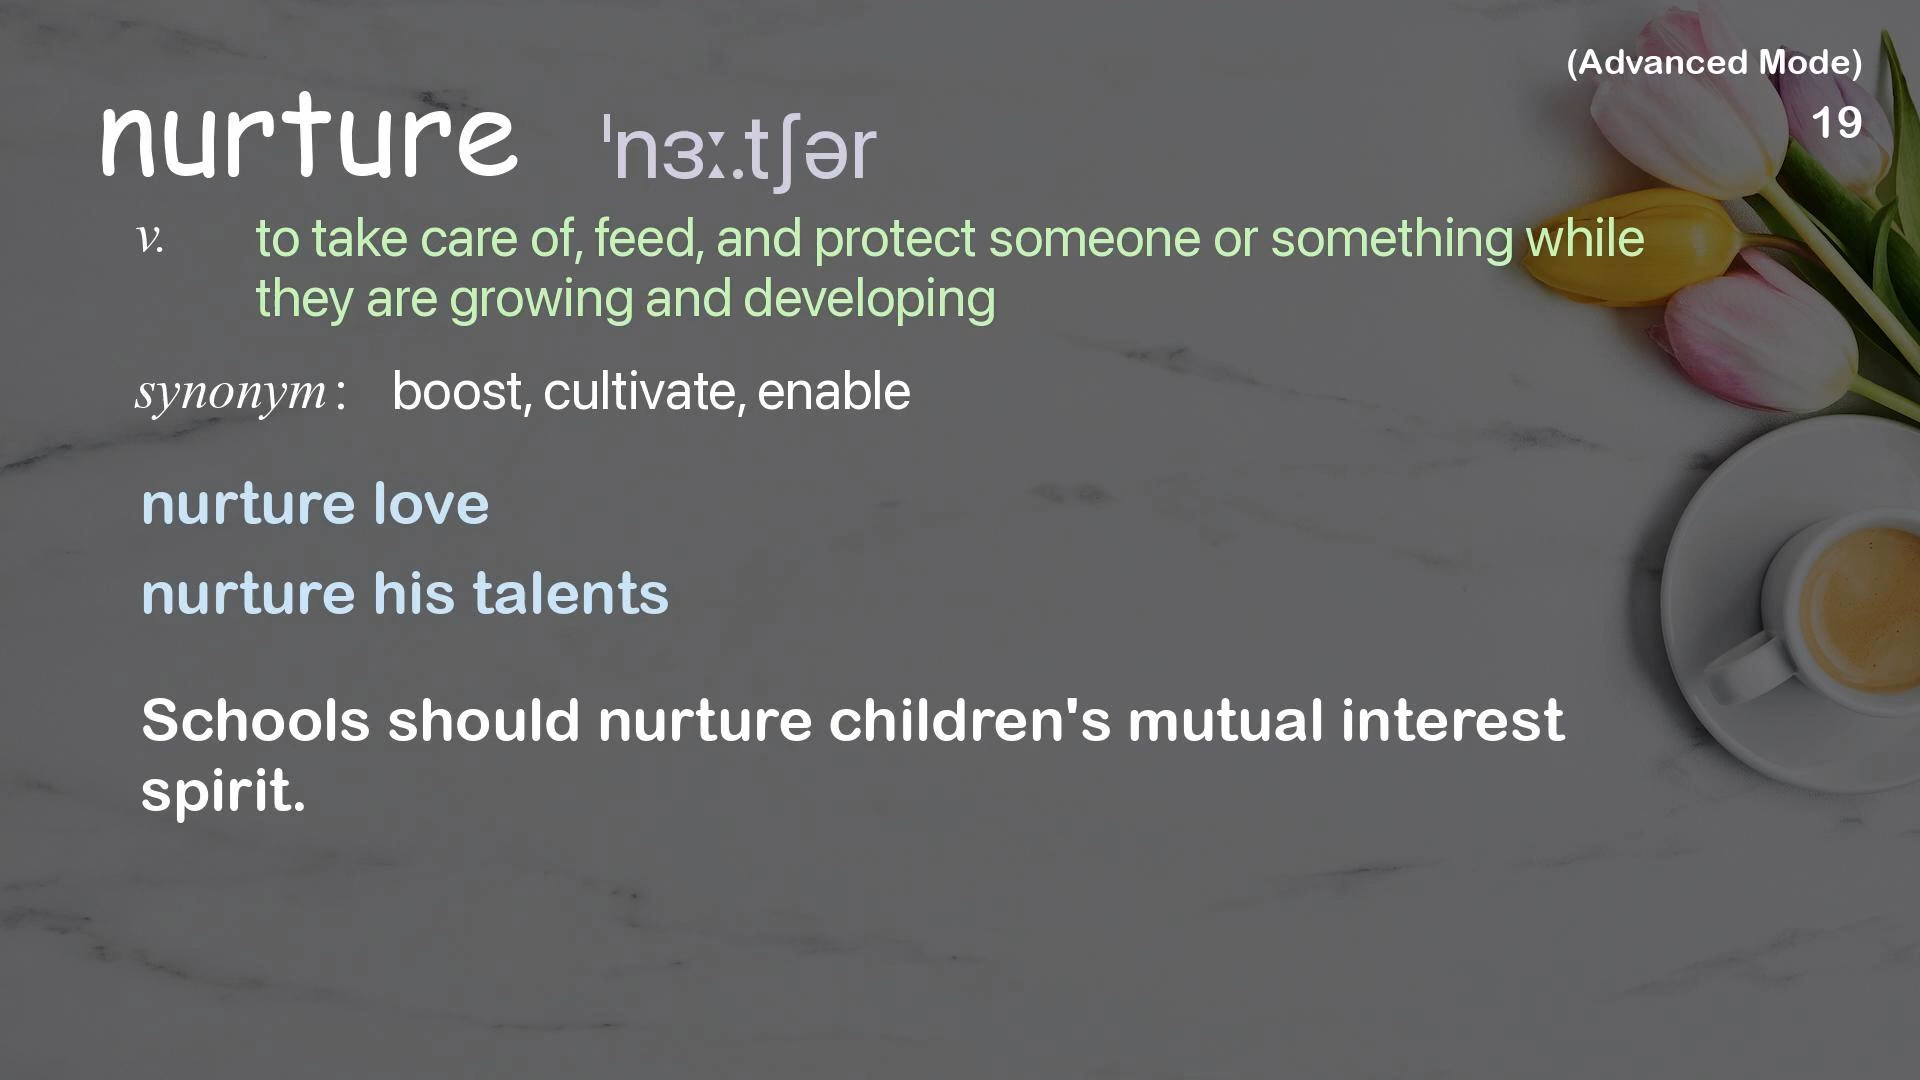 (Advanced Mode)
19
nurture ˈnɜː.tʃər
v. to take care of, feed, and protect someone or something while
they are growing and developing
synonym: boost, cultivate, enable
nurture love
nurture his talents
Schools should nurture children's mutual interest
spirit.